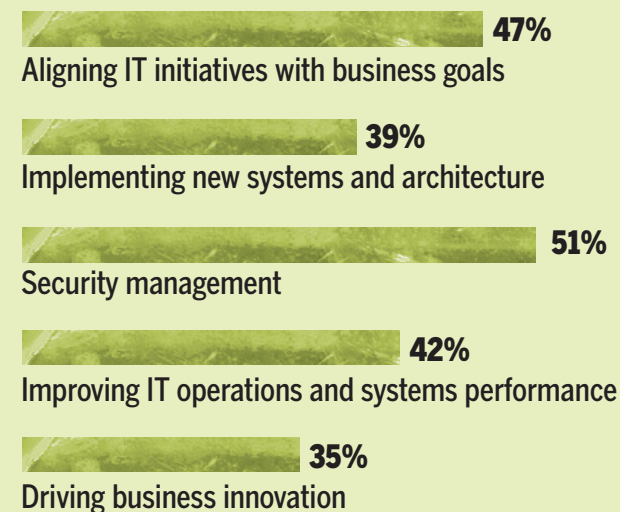 47%
Aligning IT initiatives with business goals
39%
Implementing new systems and architecture
51%
Security management
42%
Improving IT operations and systems performance
35%
Driving business innovation